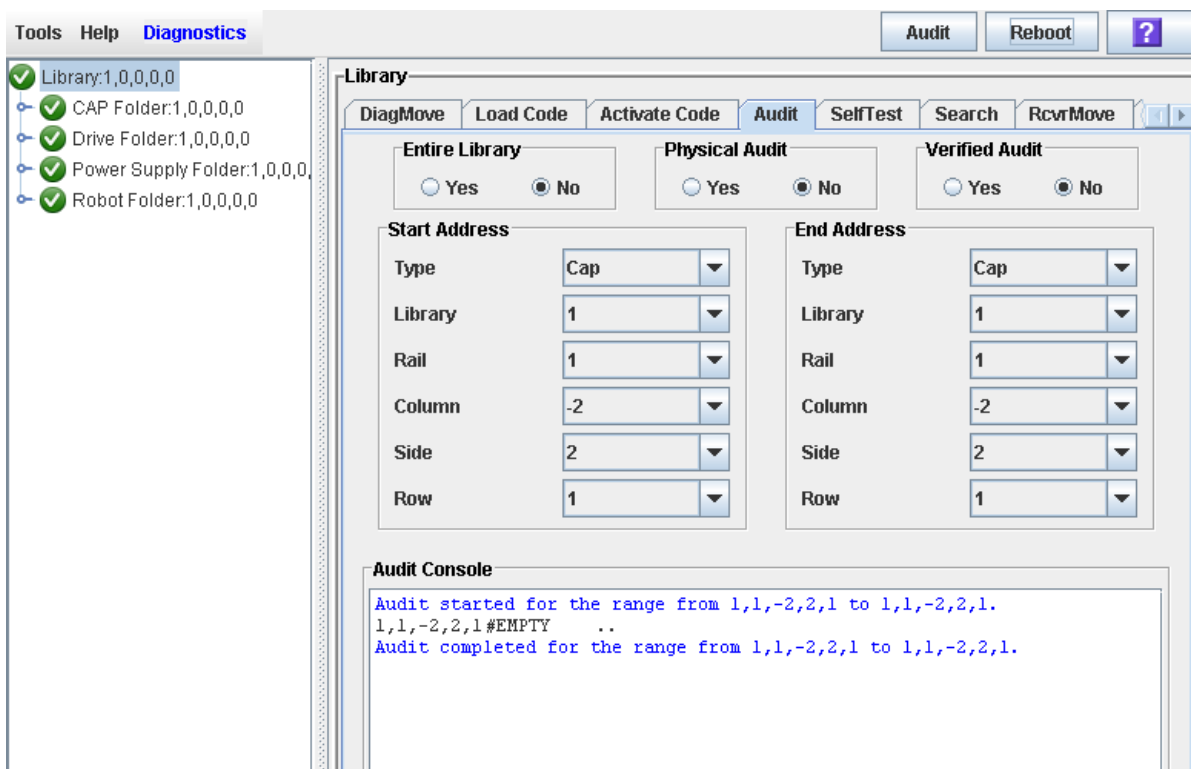 Tools Help Diagnostics
Audit Reboot ?
Library:1,0,0,0,0
CAP Folder:1,0,0,0,0
Drive Folder:1,0,0,0,0
Power Supply Folder:1,0,0,0,
Robot Folder:1,0,0,0,0
Library
DiagMove Load Code Activate Code Audit SelfTest Search RcvrMove
Entire Library
Yes No
Physical Audit
Yes No
Verified Audit
Yes No
Start Address
Type Cap
Library 1
Rail 1
Column -2
Side 2
Row 1
End Address
Type Cap
Library 1
Rail 1
Column -2
Side 2
Row 1
Audit Console
Audit started for the range from 1,1,-2,2,1 to 1,1,-2,2,1.
1,1,-2,2,1#EMPTY ..
Audit completed for the range from 1,1,-2,2,1 to 1,1,-2,2,1.